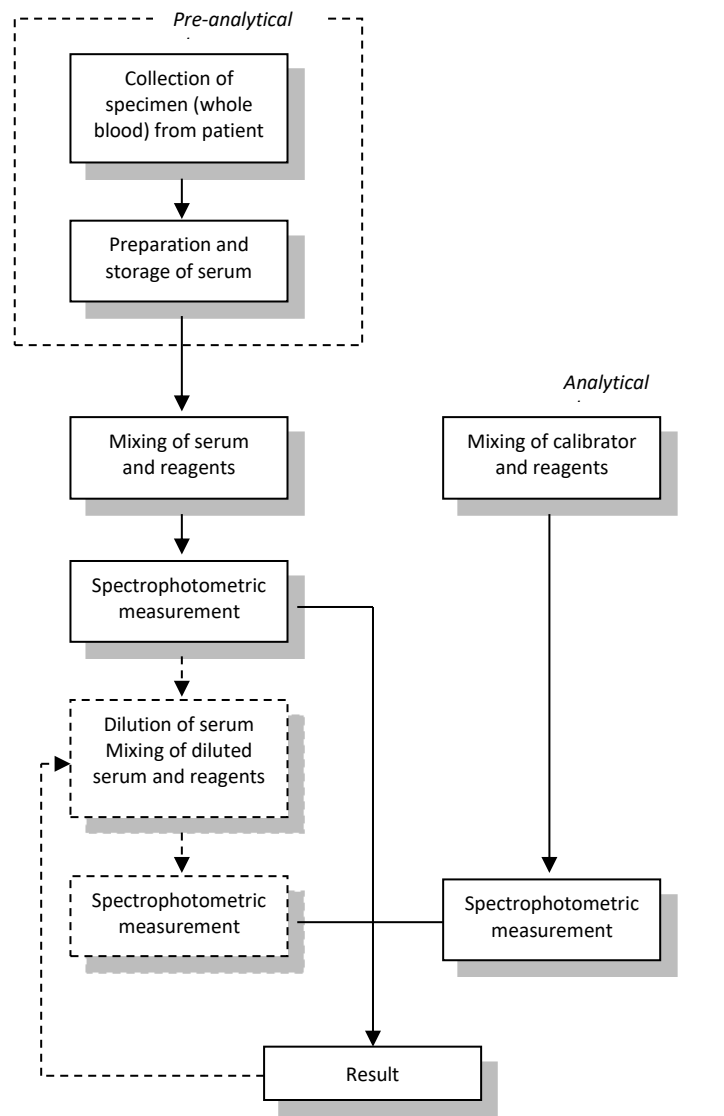 Pre-analytical
Collection of
specimen (whole
blood) from patient
Preparation and
storage of serum
Analytical
Mixing of serum
and reagents
Mixing of calibrator
and reagents
Spectrophotometric
measurement
Dilution of serum
Mixing of diluted
serum and reagents
Spectrophotometric
measurement
Spectrophotometric
measurement
Result